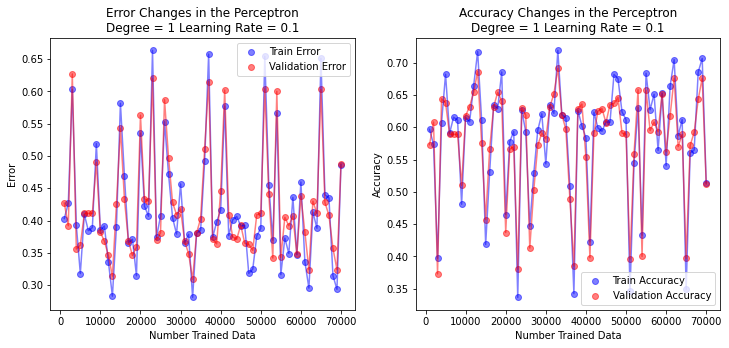 Error Changes in the Perceptron
Degree = 1 Learning Rate = 0.1
Train Error
Validation Error
0.65
0.60
0.55
0.50
0.45
0.40
0.35
0.30
Error
0 10000 20000 30000 40000 50000 60000 70000
Number Trained Data
Accuracy Changes in the Perceptron
Degree = 1 Learning Rate = 0.1
0.70
0.65
0.60
0.55
0.50
0.45
0.40
0.35
Accuracy
Train Accuracy
Validation Accuracy
0 10000 20000 30000 40000 50000 60000 70000
Number Trained Data